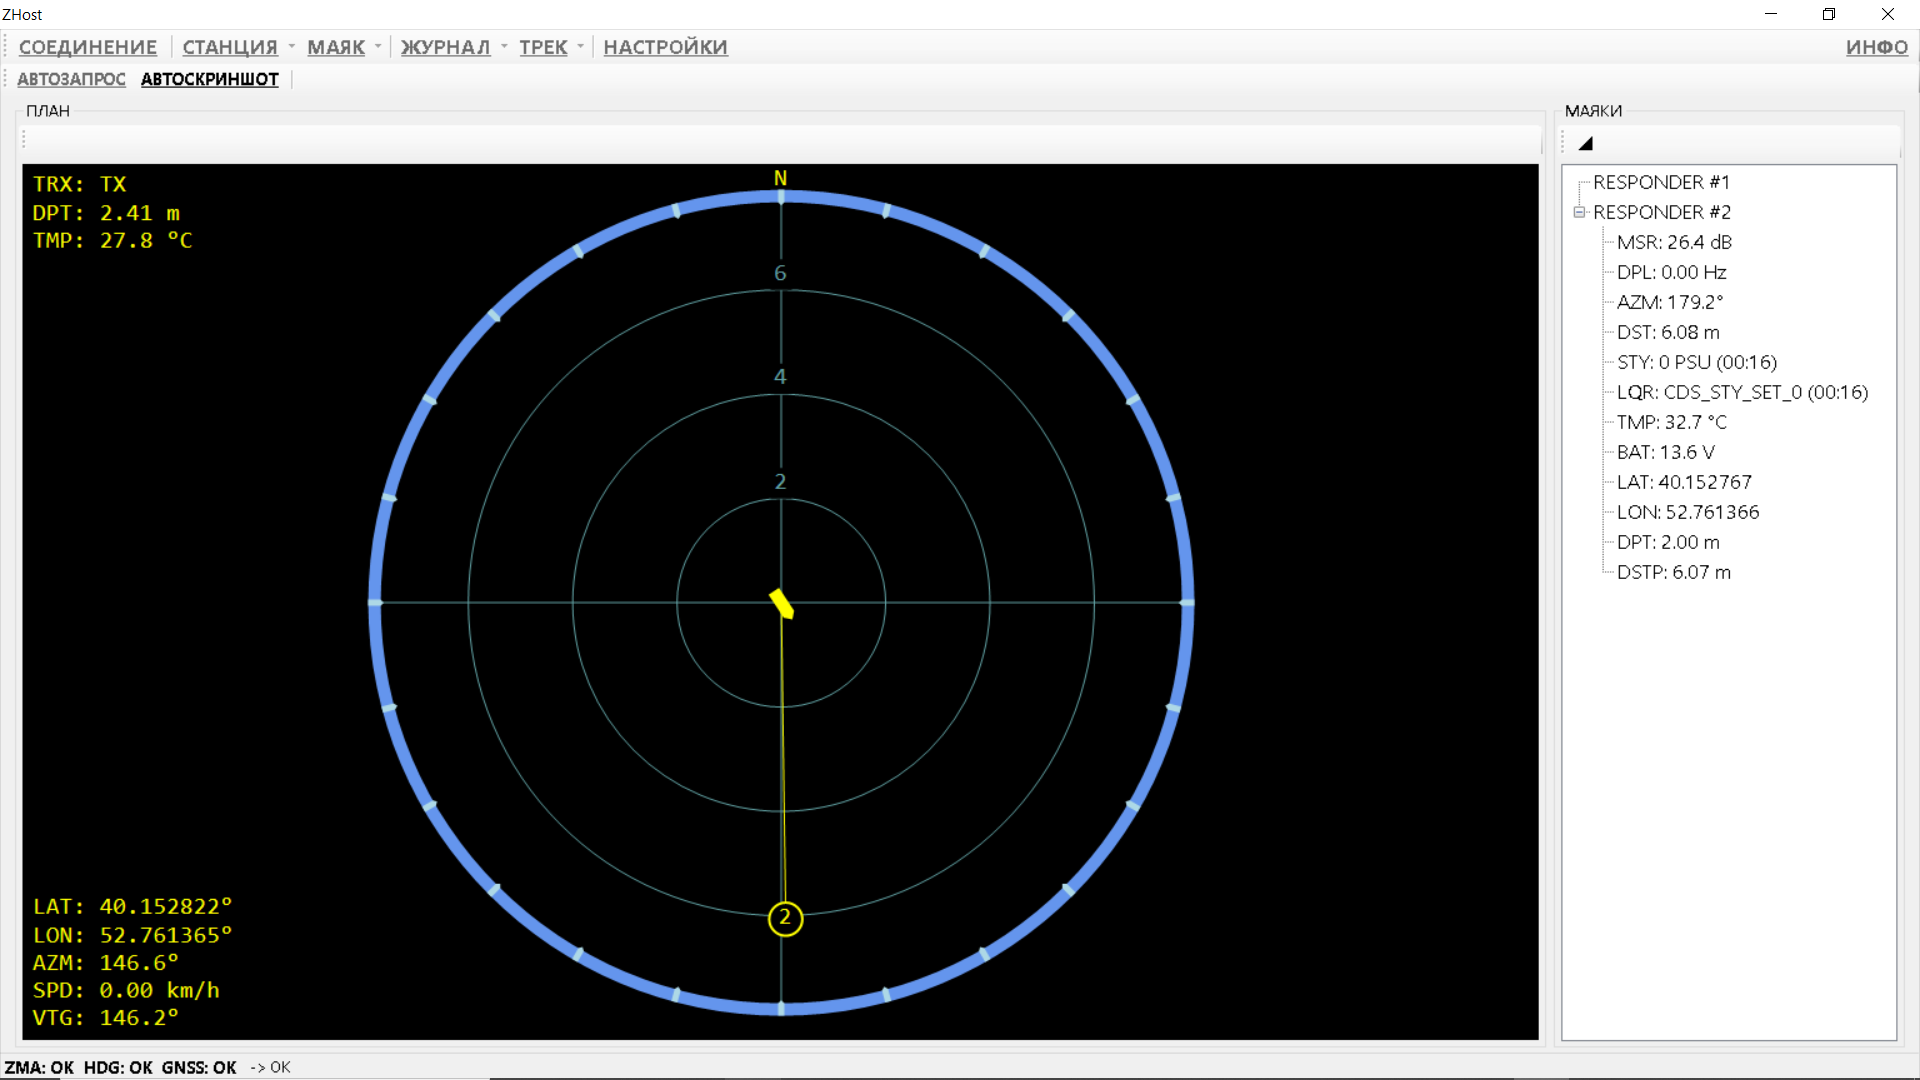 ZHost
СОЕДИНЕНИЕ СТАНЦИЯ МАЯК ЖУРНАЛ ТРЕК НАСТРОЙКИ ИНФО
АВТОЗАПРОС АВТОСКРИНШОТ
ПЛАН
TRX: TX
DPT: 2.41 m
TMP: 27.8 °C
N
6
4
2
2
LAT: 40.152822°
LON: 52.761365°
AZM: 146.6°
SPD: 0.00 km/h
VTG: 146.2°
МАЯКИ
RESPONDER #1
RESPONDER #2
MSR: 26.4 dB
DPL: 0.00 Hz
AZM: 179.2°
DST: 6.08 m
STY: 0 PSU (00:16)
LQR: CDS_STY_SET_0 (00:16)
TMP: 32.7 °C
BAT: 13.6 V
LAT: 40.152767
LON: 52.761366
DPT: 2.00 m
DSTP: 6.07 m
ZMA: OK HDG: OK GNSS: OK -> OK